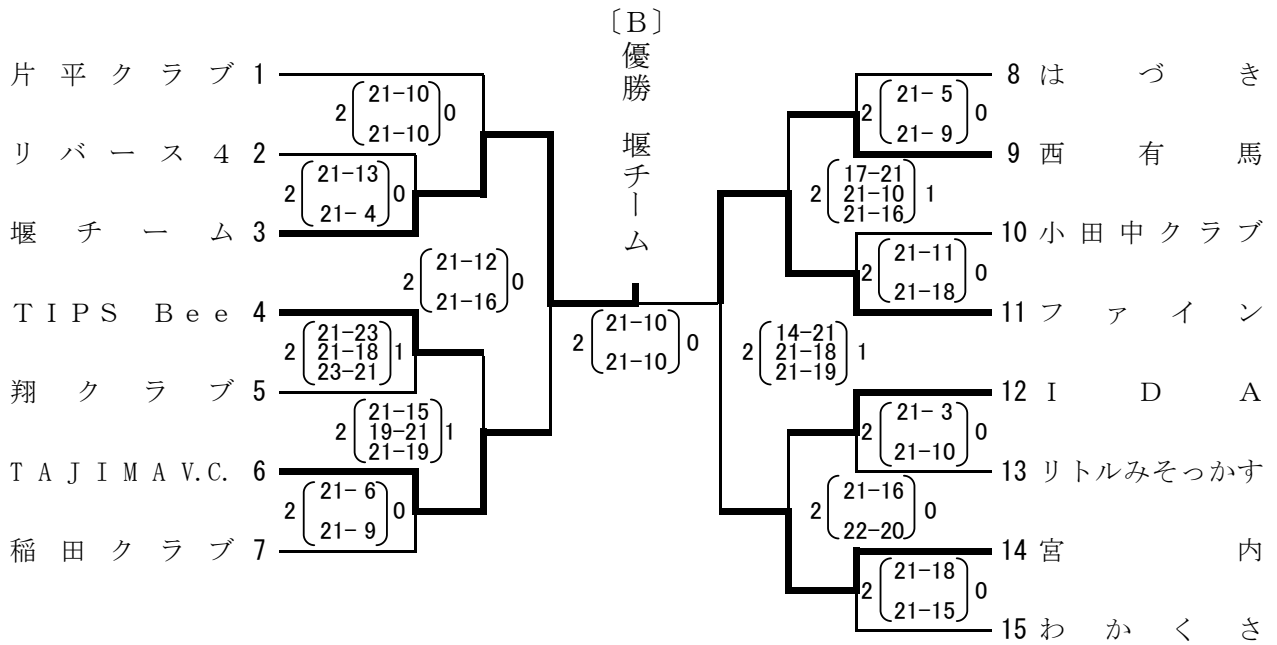 〔B〕
優勝 堰チーム
片平クラブ 1
2 21-10 0
21-10
リバース4 2
2 21-13 0
21- 4
堰チーム 3
2 21-12 0
21-16
TIPS Bee 4
2 21-23 1
21-18
23-21
翔クラブ 5
2 21-15 1
19-21
21-19
TAJIMA V.C. 6
2 21- 6 0
21- 9
稲田クラブ 7
2 21-10 0
21-10
8 はづき
2 21- 5 0
21- 9
9 西有馬
2 17-21 1
21-10
21-16
10 小田中クラブ
2 21-11 0
21-18
11 ファイン
2 14-21 1
21-18
21-19
12 IDA
2 21- 3 0
21-10
13 リトルみそっかす
2 21-16 0
22-20
14 宮内
2 21-18 0
21-15
15 わかくさ